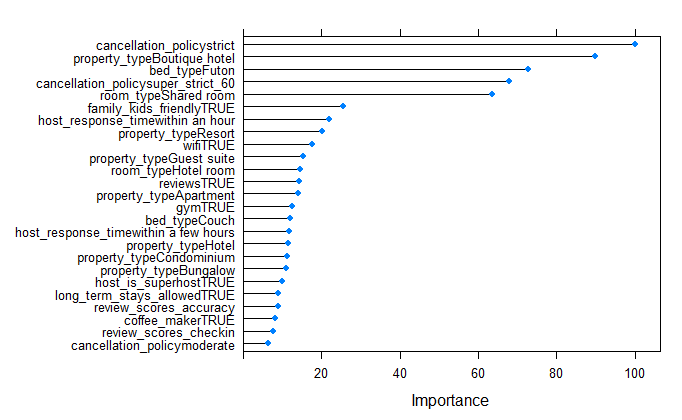 cancellation_policystrict
property_typeBoutique hotel
bed_typeFuton
cancellation_policysuper_strict_60
room_typeShared room
family_kids_friendlyTRUE
host_response_timewithin an hour
property_typeResort
wifiTRUE
property_typeGuest suite
room_typeHotel room
reviewsTRUE
property_typeApartment
gymTRUE
bed_typeCouch
host_response_timewithin a few hours
property_typeHotel
property_typeCondominium
property_typeBungalow
host_is_superhostTRUE
long_term_stays_allowedTRUE
review_scores_accuracy
coffee_makerTRUE
review_scores_checkin
cancellation_policymoderate
20 40 60 80 100
Importance